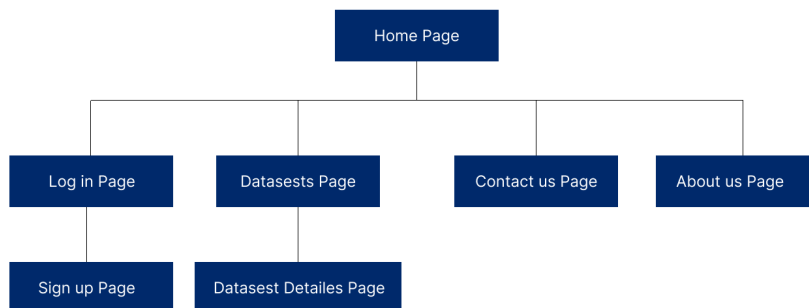 Home Page
Log in Page
Datasests Page
Contact us Page
About us Page
Sign up Page
Datasest Detailes Page